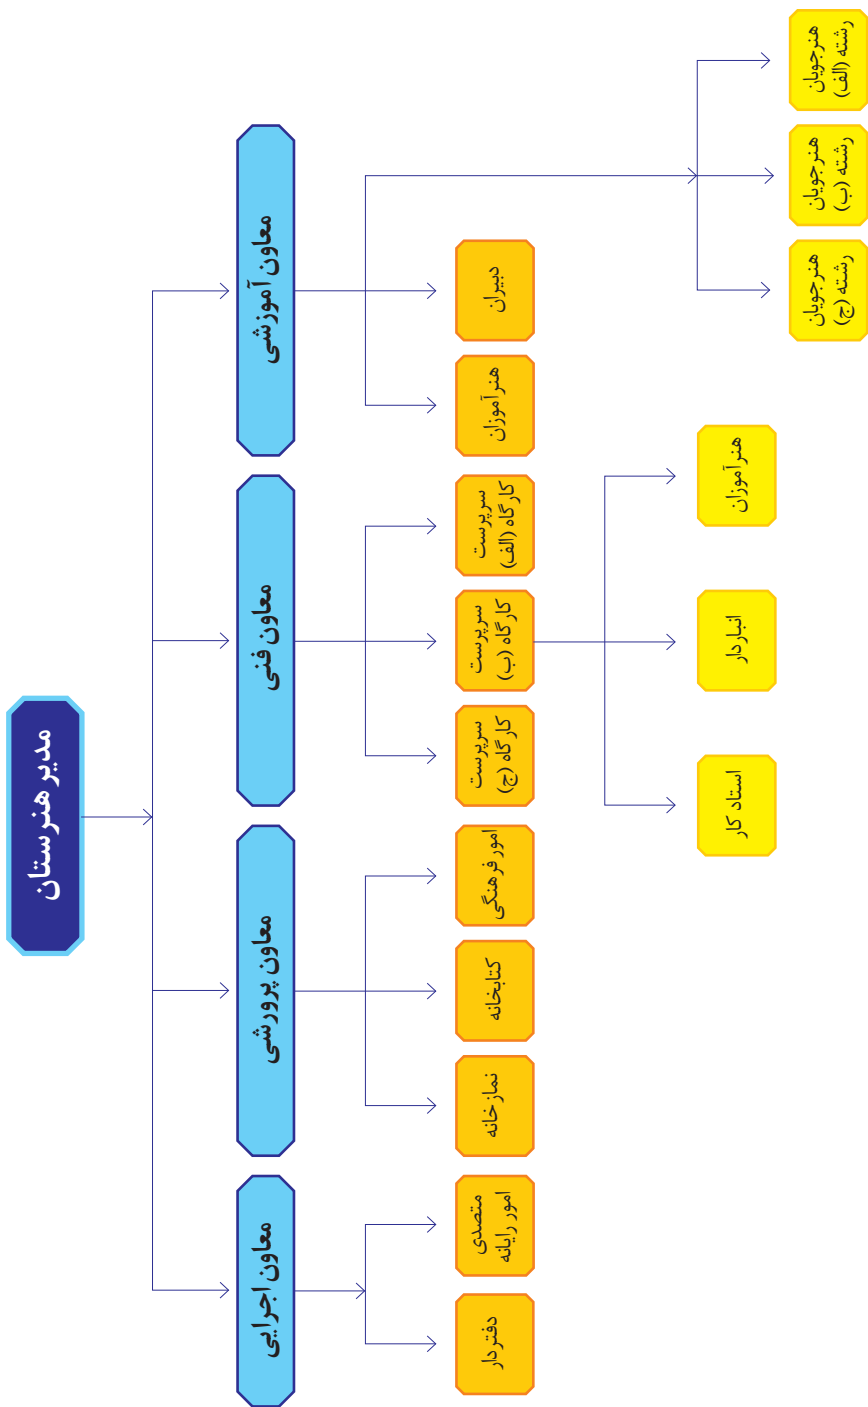 مدیر هنرستان
معاون آموزشی
معاون فنی
معاون پرورشی
معاون اجرایی
دبیران
هنرآموزان
سرپرست
کارگاه (الف)
سرپرست
کارگاه (ب)
سرپرست
کارگاه (ج)
امور فرهنگی
کتابخانه
نمازخانه
متصدی
امور رایانه
دفتردار
هنرآموزان
انباردار
استاد کار
هنرجویان
رشته (الف)
هنرجویان
رشته (ب)
هنرجویان
رشته (ج)